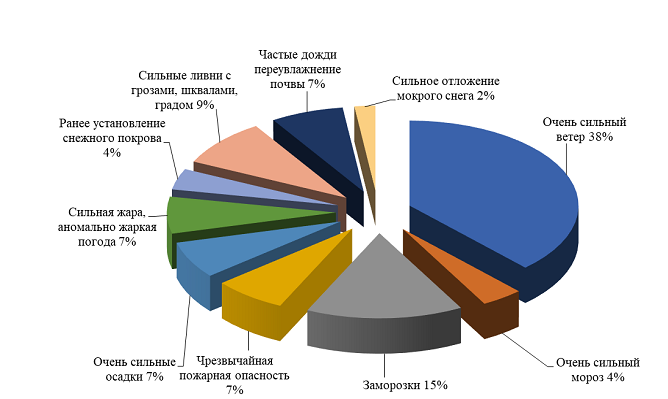 Частые дожди
переувлажнение
почвы 7%
Сильное отложение
мокрого снега 2%
Сильные ливни с
грозами, шквалами,
градом 9%
Очень сильный
ветер 38%
Ранее установление
снежного покрова
4%
Сильная жара,
аномально жаркая
погода 7%
Очень сильные
осадки 7%
Чрезвычайная
пожарная опасность
7%
Заморозки 15%
Очень сильный
мороз 4%